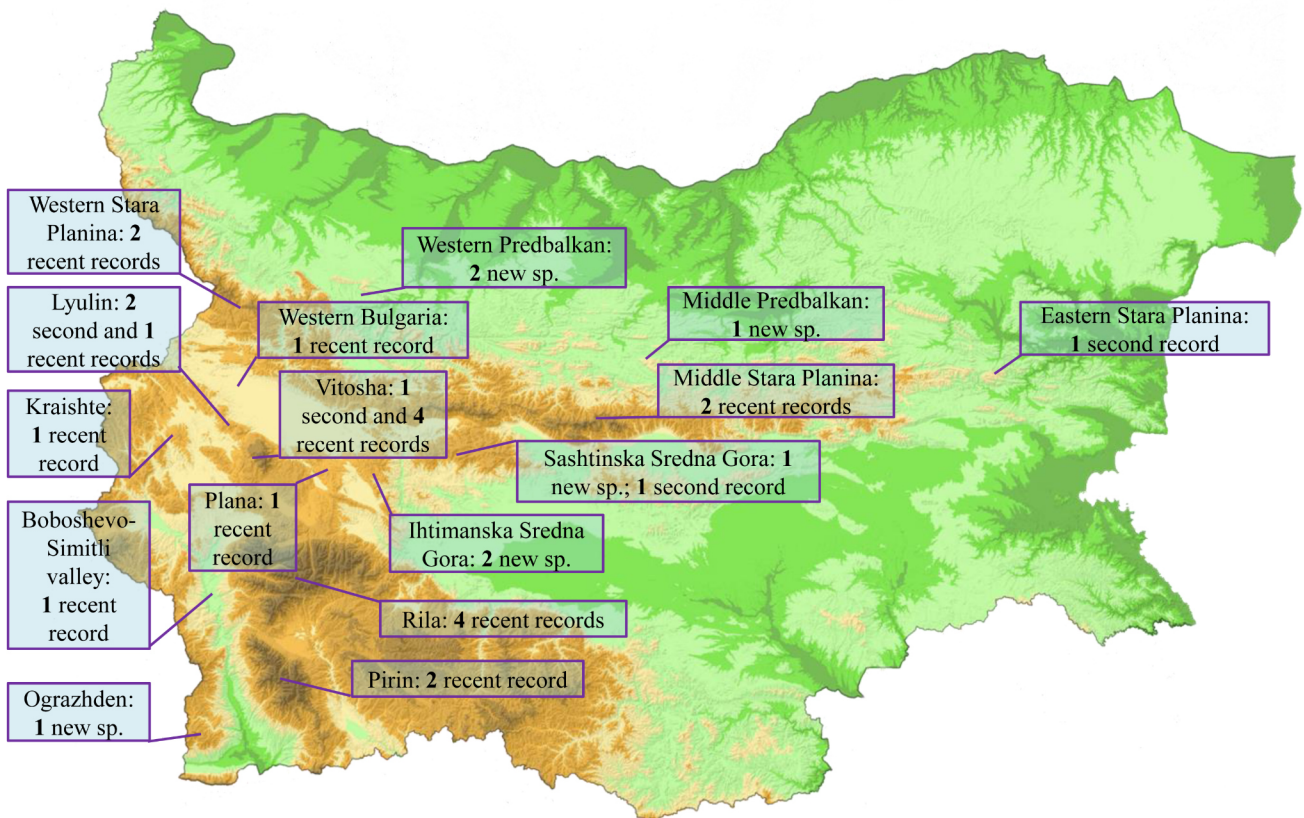 Western Stara
Planina: 2
recent records
Western Predbalkan:
2 new sp.
Lyulin: 2
second and 1
recent records
Western Bulgaria:
1 recent record
Middle Predbalkan:
1 new sp.
Eastern Stara Planina:
1 second record
Vitosha: 1
second and 4
recent records
Middle Stara Planina:
2 recent records
Kraishte:
1 recent
record
Sashtinska Sredna Gora: 1
new sp.; 1 second record
Plana: 1
recent
record
Boboshevo-
Simitli
valley:
1 recent
record
Ihtimanska Sredna
Gora: 2 new sp.
Rila: 4 recent records
Pirin: 2 recent record
Ograzhden:
1 new sp.